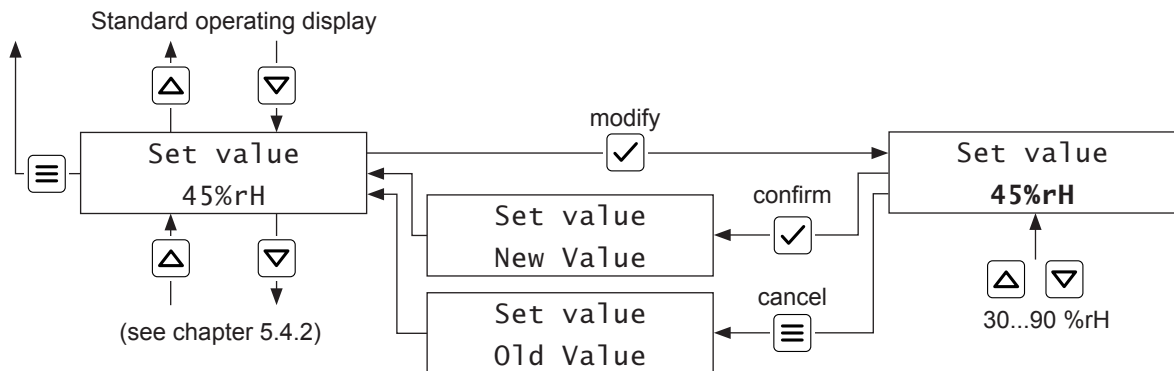 Standard operating display
modify
Set value
45%rH
Set value
45%rH
confirm
Set value
New Value
cancel
Set value
Old Value
30...90 %rH
(see chapter 5.4.2)